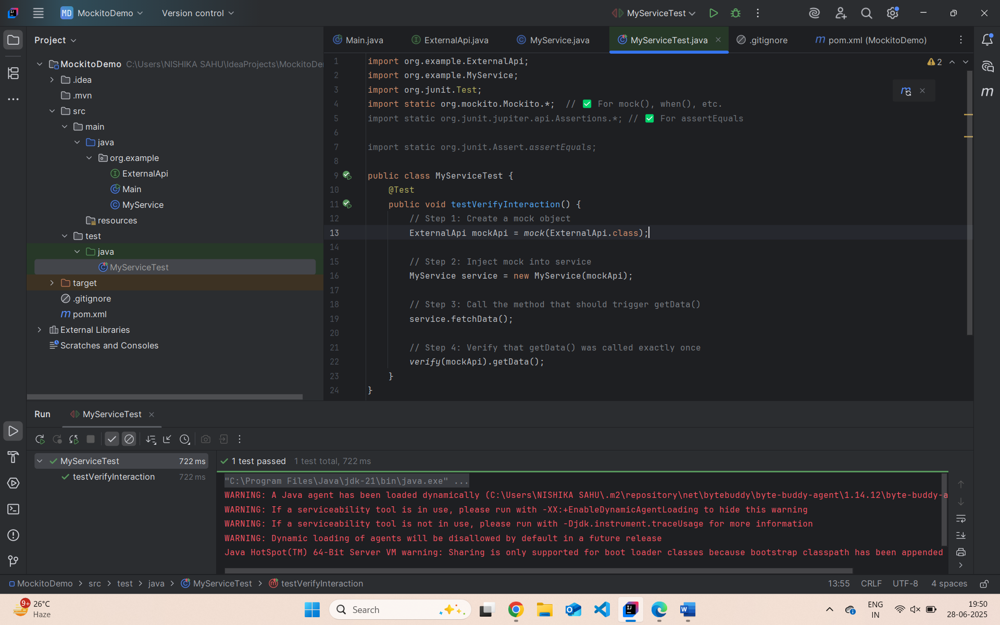 MD MockitoDemo Version control MyServiceTest
Project
MockitoDemo C:\Users\NISHIKA SAHU\IdeaProjects\MockitoDe
.idea
.mvn
src
main
java
org.example
ExternalApi
Main
MyService
resources
test
java
MyServiceTest
target
.gitignore
pom.xml
External Libraries
Scratches and Consoles
Main.java ExternalApi.java MyService.java MyServiceTest.java .gitignore pom.xml (MockitoDemo)
2
1 import org.example.ExternalApi;
2 import org.example.MyService;
3 import org.junit.Test;
4 import static org.mockito.Mockito.*;  // ✅ For mock(), when(), etc.
5 import static org.junit.jupiter.api.Assertions.*; // ✅ For assertEquals
6
7 import static org.junit.Assert.assertEquals;
8
9 public class MyServiceTest {
10 @Test
11 public void testVerifyInteraction() {
12 // Step 1: Create a mock object
13 ExternalApi mockApi = mock(ExternalApi.class);
14
15 // Step 2: Inject mock into service
16 MyService service = new MyService(mockApi);
17
18 // Step 3: Call the method that should trigger getData()
19 service.fetchData();
20
21 // Step 4: Verify that getData() was called exactly once
22 verify(mockApi).getData();
23 }
24 }
Run MyServiceTest
MyServiceTest 722 ms
testVerifyInteraction 722 ms
1 test passed 1 test total, 722 ms
"C:\Program Files\Java\jdk-21\bin\java.exe" ...
WARNING: A Java agent has been loaded dynamically (C:\Users\NISHIKA SAHU\.m2\repository\net\bytebuddy\byte-buddy-agent\1.14.12\byte-buddy-a
WARNING: If a serviceability tool is in use, please run with -XX:+EnableDynamicAgentLoading to hide this warning
WARNING: If a serviceability tool is not in use, please run with -Djdk.instrument.traceUsage for more information
WARNING: Dynamic loading of agents will be disallowed by default in a future release
Java HotSpot(TM) 64-Bit Server VM warning: Sharing is only supported for boot loader classes because bootstrap classpath has been appended
MockitoDemo > src > test > java > MyServiceTest > testVerifyInteraction 13:55 CRLF UTF-8 4 spaces
9+ 26°C
Haze
Search
ENG
IN
19:50
28-06-2025